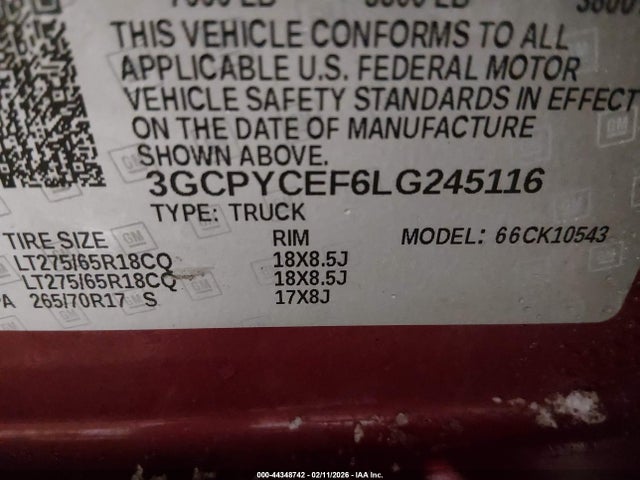 THIS VEHICLE CONFORMS TO ALL
APPLICABLE U.S. FEDERAL MOTOR
VEHICLE SAFETY STANDARDS IN EFFECT
ON THE DATE OF MANUFACTURE
SHOWN ABOVE.
3GCPYCEF6LG245116
TYPE: TRUCK
TIRE SIZE RIM MODEL: 66CK10543
LT275/65R18CQ 18X8.5J
LT275/65R18CQ 18X8.5J
PA 265/70R17 S 17X8J
GM
000-44348742 - 02/11/2026 - IAA Inc.